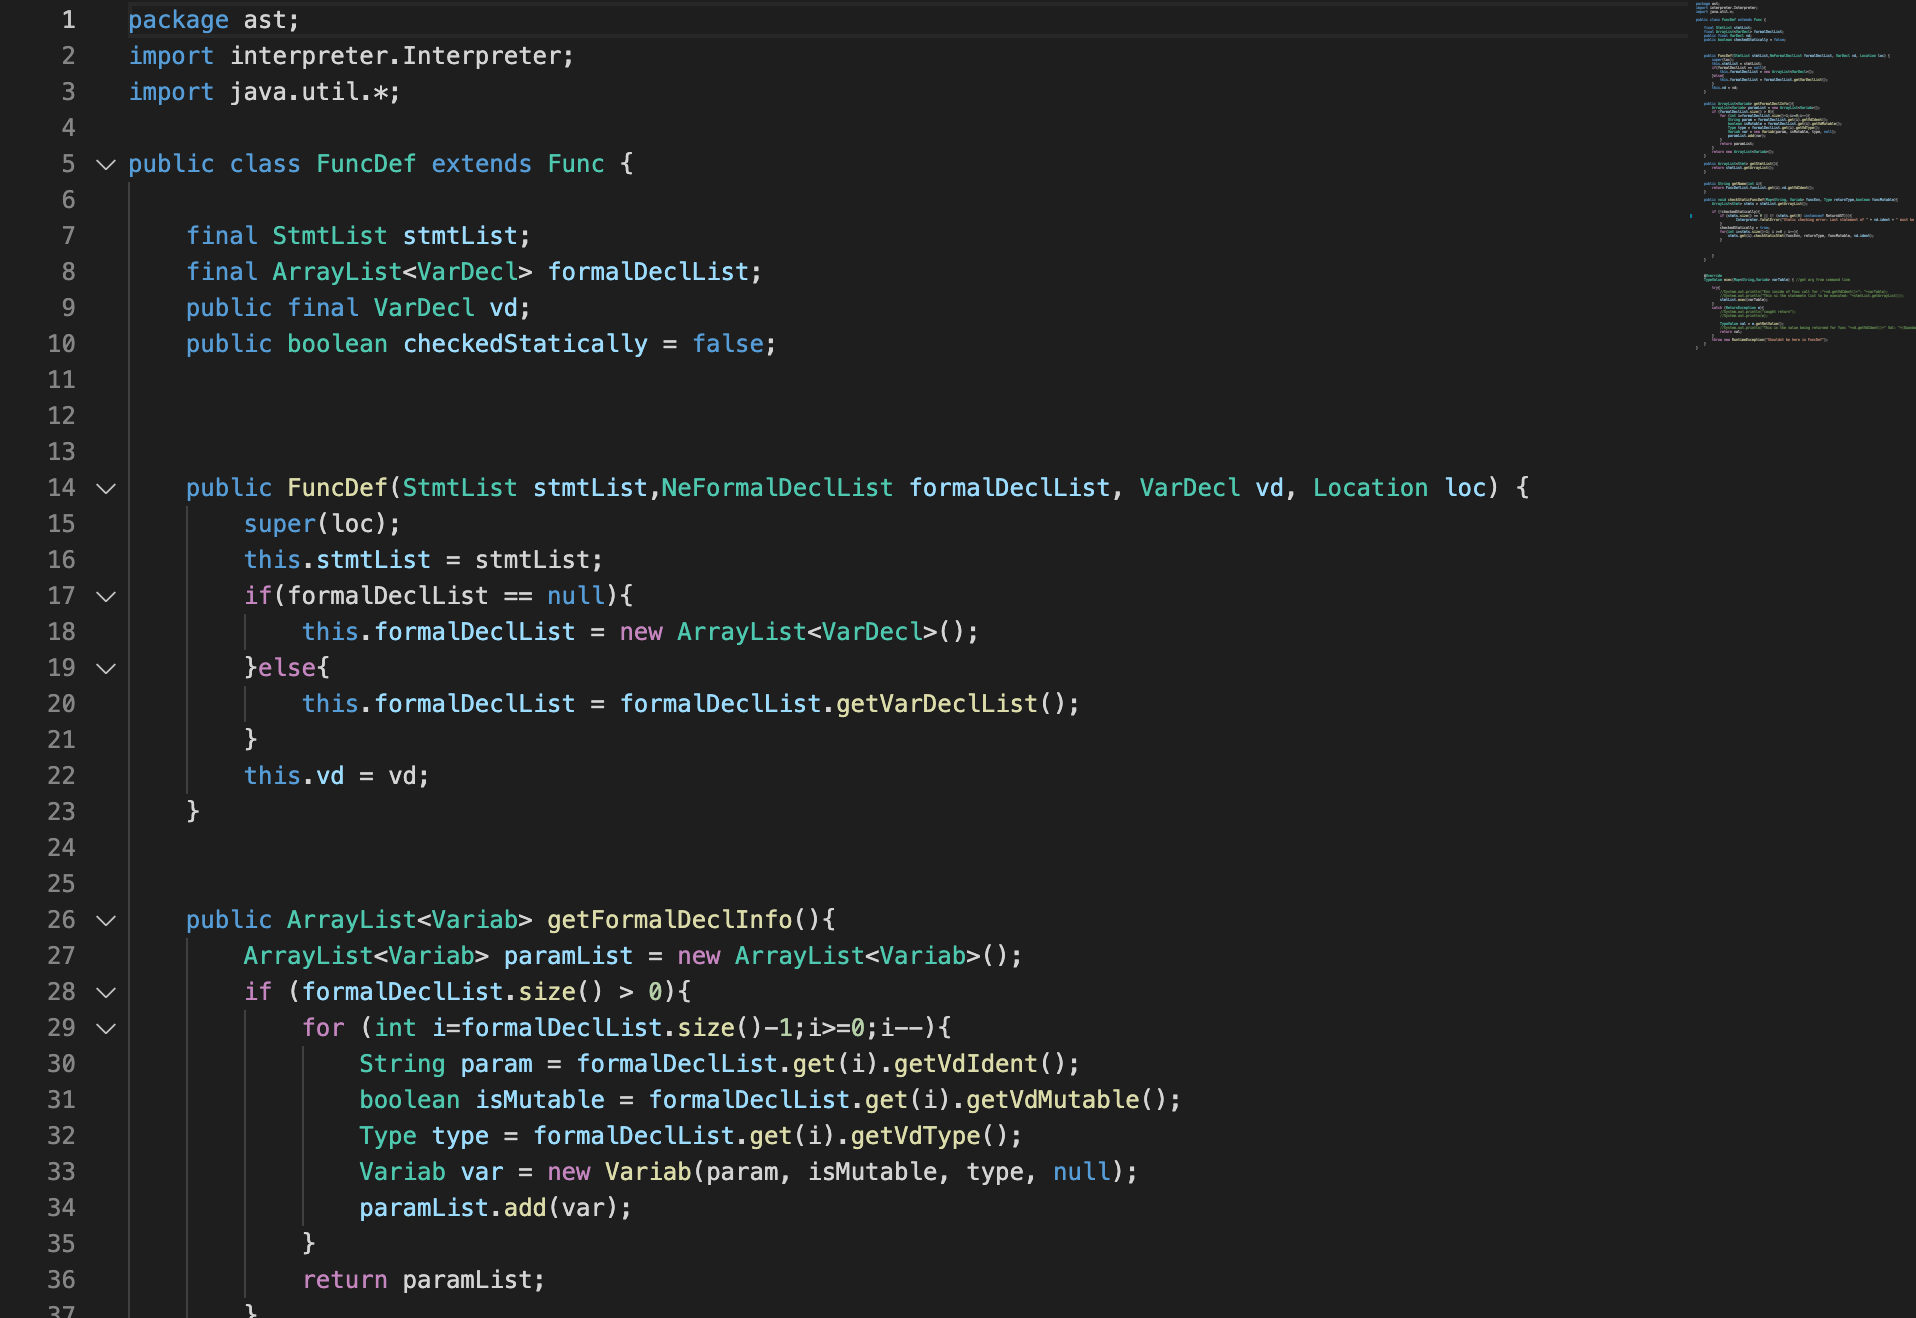 1 package ast;
2 import interpreter.Interpreter;
3 import java.util.*;
4
5 public class FuncDef extends Func {
6
7 final StmtList stmtList;
8 final ArrayList<VarDecl> formalDeclList;
9 public final VarDecl vd;
10 public boolean checkedStatically = false;
11
12
13
14 public FuncDef(StmtList stmtList,NeFormalDeclList formalDeclList, VarDecl vd, Location loc) {
15 super(loc);
16 this.stmtList = stmtList;
17 if(formalDeclList == null){
18 this.formalDeclList = new ArrayList<VarDecl>();
19 }else{
20 this.formalDeclList = formalDeclList.getVarDeclList();
21 }
22 this.vd = vd;
23 }
24
25
26 public ArrayList<Variab> getFormalDeclInfo(){
27 ArrayList<Variab> paramList = new ArrayList<Variab>();
28 if (formalDeclList.size() > 0){
29 for (int i=formalDeclList.size()-1;i>=0;i--){
30 String param = formalDeclList.get(i).getVdIdent();
31 boolean isMutable = formalDeclList.get(i).getVdMutable();
32 Type type = formalDeclList.get(i).getVdType();
33 Variab var = new Variab(param, isMutable, type, null);
34 paramList.add(var);
35 }
36 return paramList;
37 }